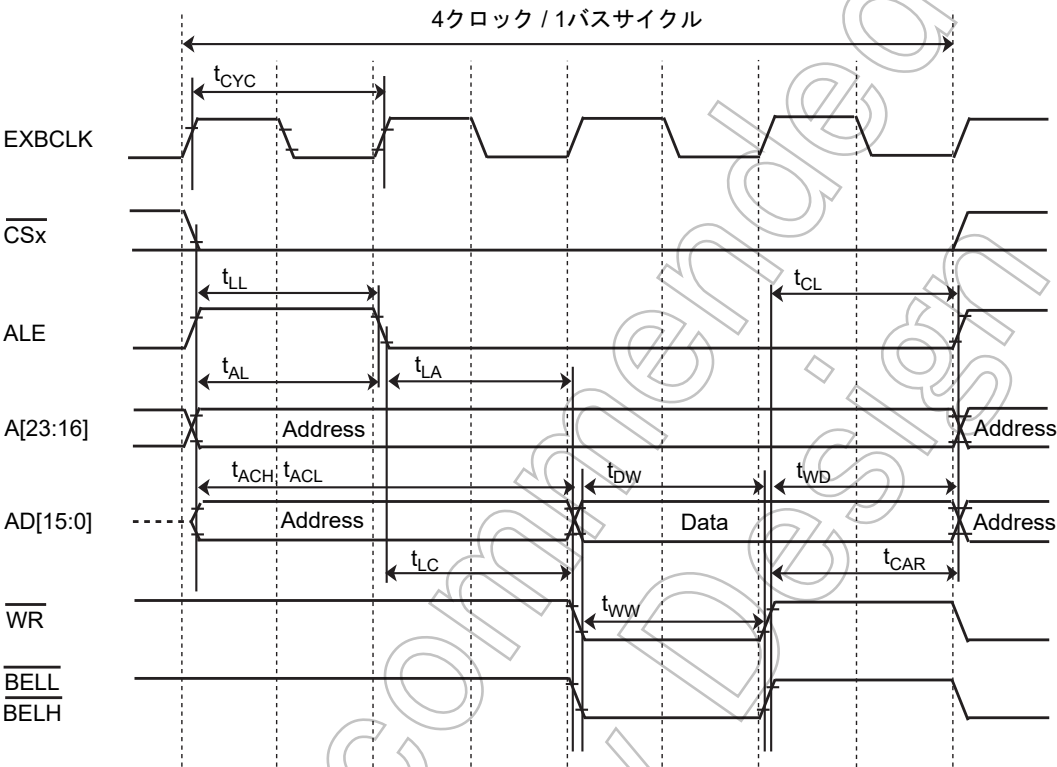 4クロック / 1バスサイクル
tCYC
EXBCLK
CSx
tLL
tCL
ALE
tAL
tLA
A[23:16]
Address
Address
tACH, tACL
tDW
tWD
AD[15:0]
Address
Data
Address
tLC
tCAR
WR
tWW
BELL
BELH
commended
Design